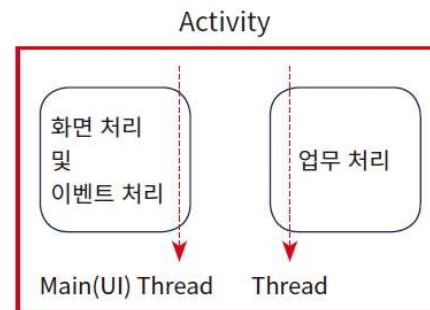 Activity
화면 처리
및
이벤트 처리
업무 처리
Main(UI) Thread
Thread